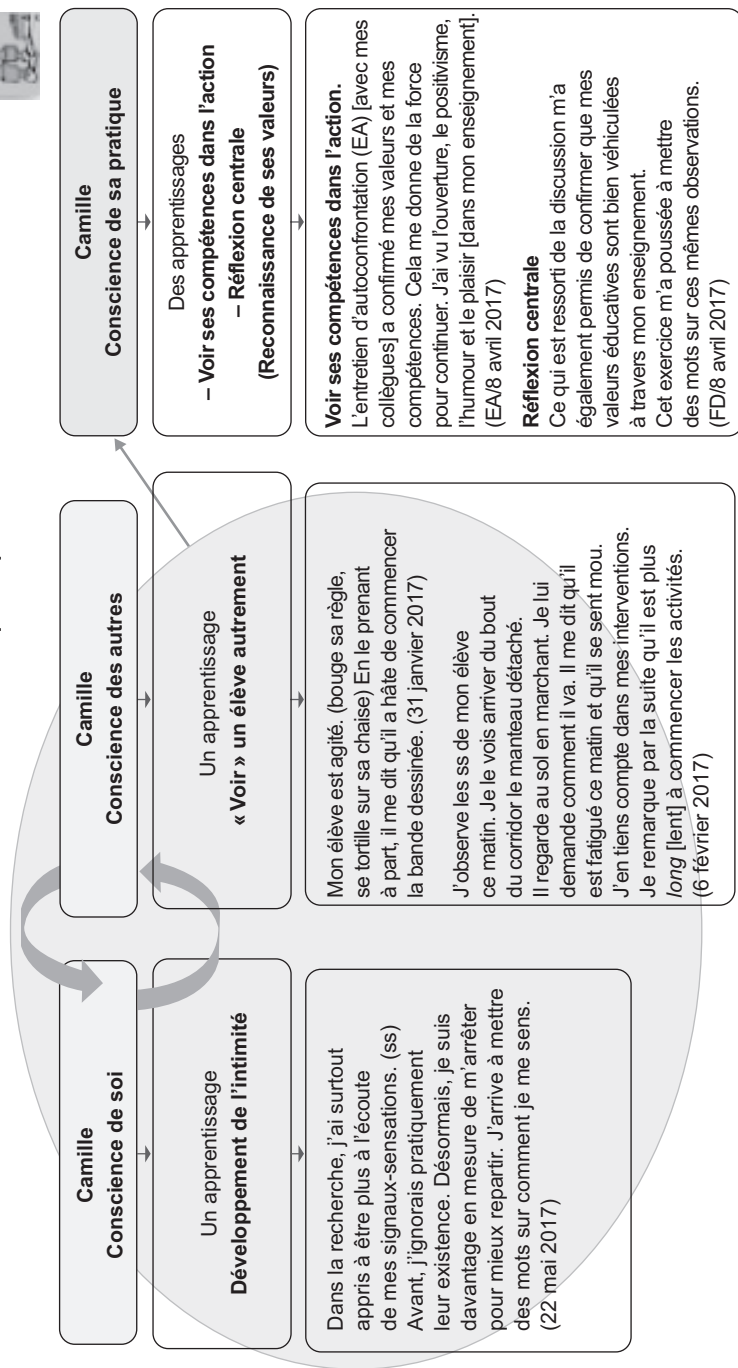 Camille
Conscience de soi
Un apprentissage
Développement de l'intimité
Dans la recherche, j'ai surtout
appris à être plus à l'écoute
de mes signaux-sensations. (ss)
Avant, j'ignorais pratiquement
leur existence. Désormais, je suis
davantage en mesure de m'arrêter
pour mieux repartir. J'arrive à mettre
des mots sur comment je me sens.
(22 mai 2017)
Camille
Conscience des autres
Un apprentissage
« Voir » un élève autrement
Mon élève est agité. (bouge sa règle,
se tortille sur sa chaise) En le prenant
à part, il me dit qu'il a hâte de commencer
la bande dessinée. (31 janvier 2017)
J'observe les ss de mon élève
ce matin. Je le vois arriver du bout
du corridor le manteau détaché.
Il regarde au sol en marchant. Je lui
demande comment il va. Il me dit qu'il
est fatigué ce matin et qu'il se sent mou.
J'en tiens compte dans mes interventions.
Je remarque par la suite qu'il est plus
long [lent] à commencer les activités.
(6 février 2017)
Camille
Conscience de sa pratique
Des apprentissages
– Voir ses compétences dans l'action
– Réflexion centrale
(Reconnaissance de ses valeurs)
Voir ses compétences dans l'action.
L'entretien d'autoconfrontation (EA) [avec mes
collègues] a confirmé mes valeurs et mes
compétences. Cela me donne de la force
pour continuer. J'ai vu l'ouverture, le positivisme,
l'humour et le plaisir [dans mon enseignement].
(EA/8 avril 2017)
Réflexion centrale
Ce qui est ressorti de la discussion m'a
également permis de confirmer que mes
valeurs éducatives sont bien véhiculées
à travers mon enseignement.
Cet exercice m'a poussée à mettre
des mots sur ces mêmes observations.
(FD/8 avril 2017)